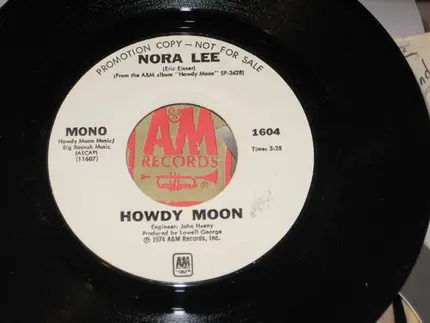 PROMOTION COPY — NOT FOR SALE
NORA LEE
(Eric Eisner)
(From the A&M album "Howdy Moon" SP-3628)
MONO
Howdy Moon Music/
Big Boovuh Music
(ASCAP)
(11607)
A&M
RECORDS
1604
Time: 3/28
HOWDY MOON
Engineer: John Haeny
Produced by Lowell George
℗ 1974 A&M Records, Inc.
A&M